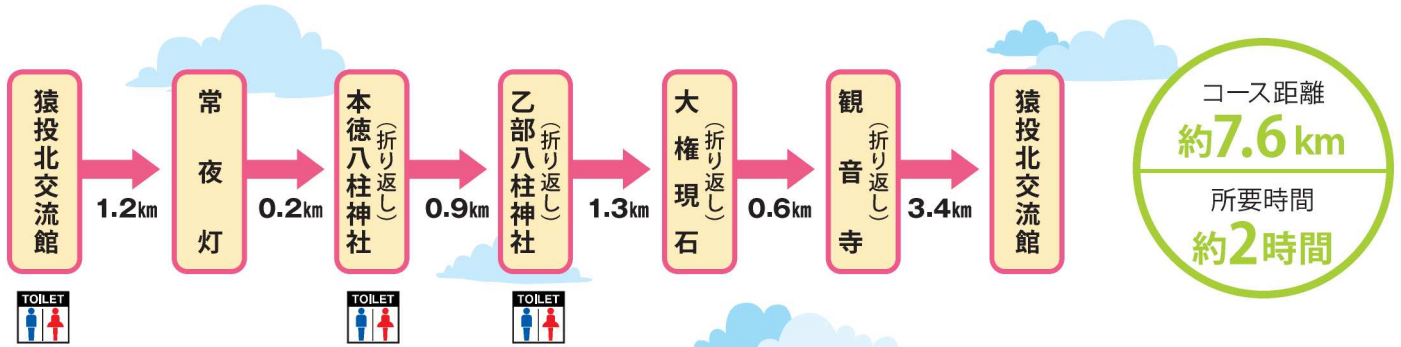 猿投北交流館
1.2km
常夜灯
0.2km
本徳八柱神社
(折り返し)
0.9km
乙部八柱神社
(折り返し)
1.3km
大権現石
(折り返し)
0.6km
観音寺
(折り返し)
3.4km
猿投北交流館
コース距離
約7.6km
所要時間
約2時間
TOILET
TOILET
TOILET